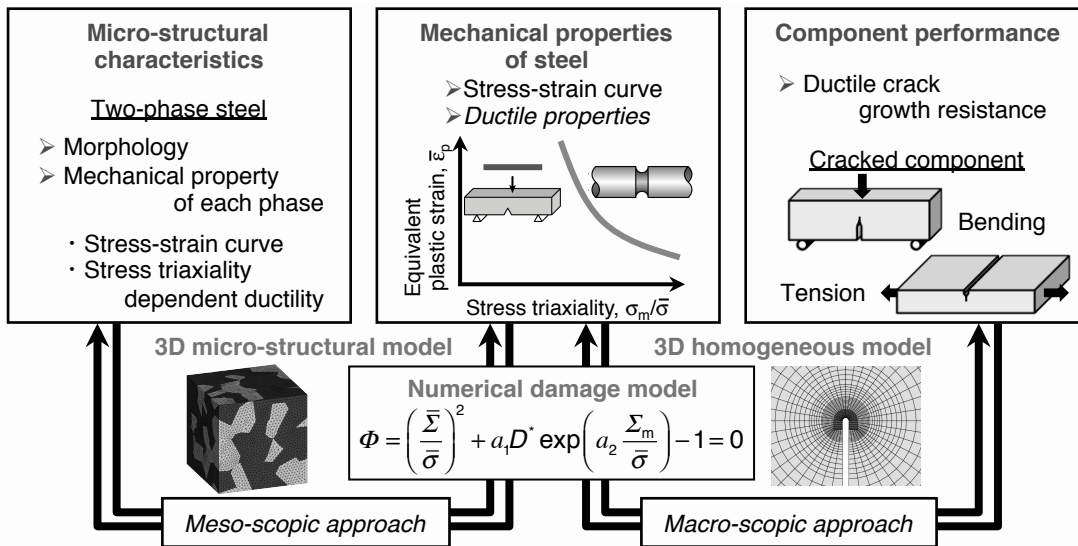 Micro-structural
characteristics
Two-phase steel
➢ Morphology
➢ Mechanical property
of each phase
・Stress-strain curve
・Stress triaxiality
dependent ductility
Mechanical properties
of steel
➢ Stress-strain curve
➢ Ductile properties
Equivalent
plastic strain, ε̄p
Stress triaxiality, σm/σ̄
Component performance
➢ Ductile crack
growth resistance
Cracked component
Bending
Tension
3D micro-structural model
3D homogeneous model
Numerical damage model
Φ = (Σ̄/σ̄)² + a₁D* exp(a₂ Σm/σ̄) − 1 = 0
Meso-scopic approach
Macro-scopic approach